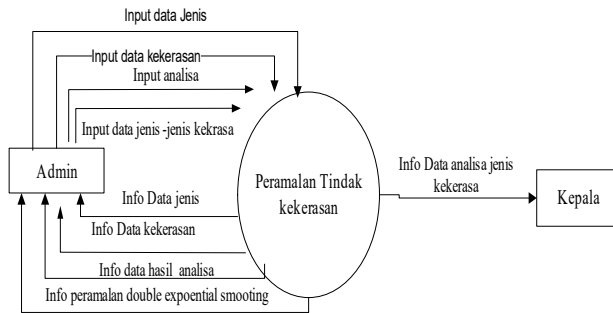 Input data Jenis
Input data kekerasan
Input analisa
Input data jenis -jenis kekrasa
Admin
Peramalan Tindak
kekerasan
Info Data analisa jenis
kekerasa
Kepala
Info Data jenis
Info Data kekerasan
Info data hasil analisa
Info peramalan double expoential smooting